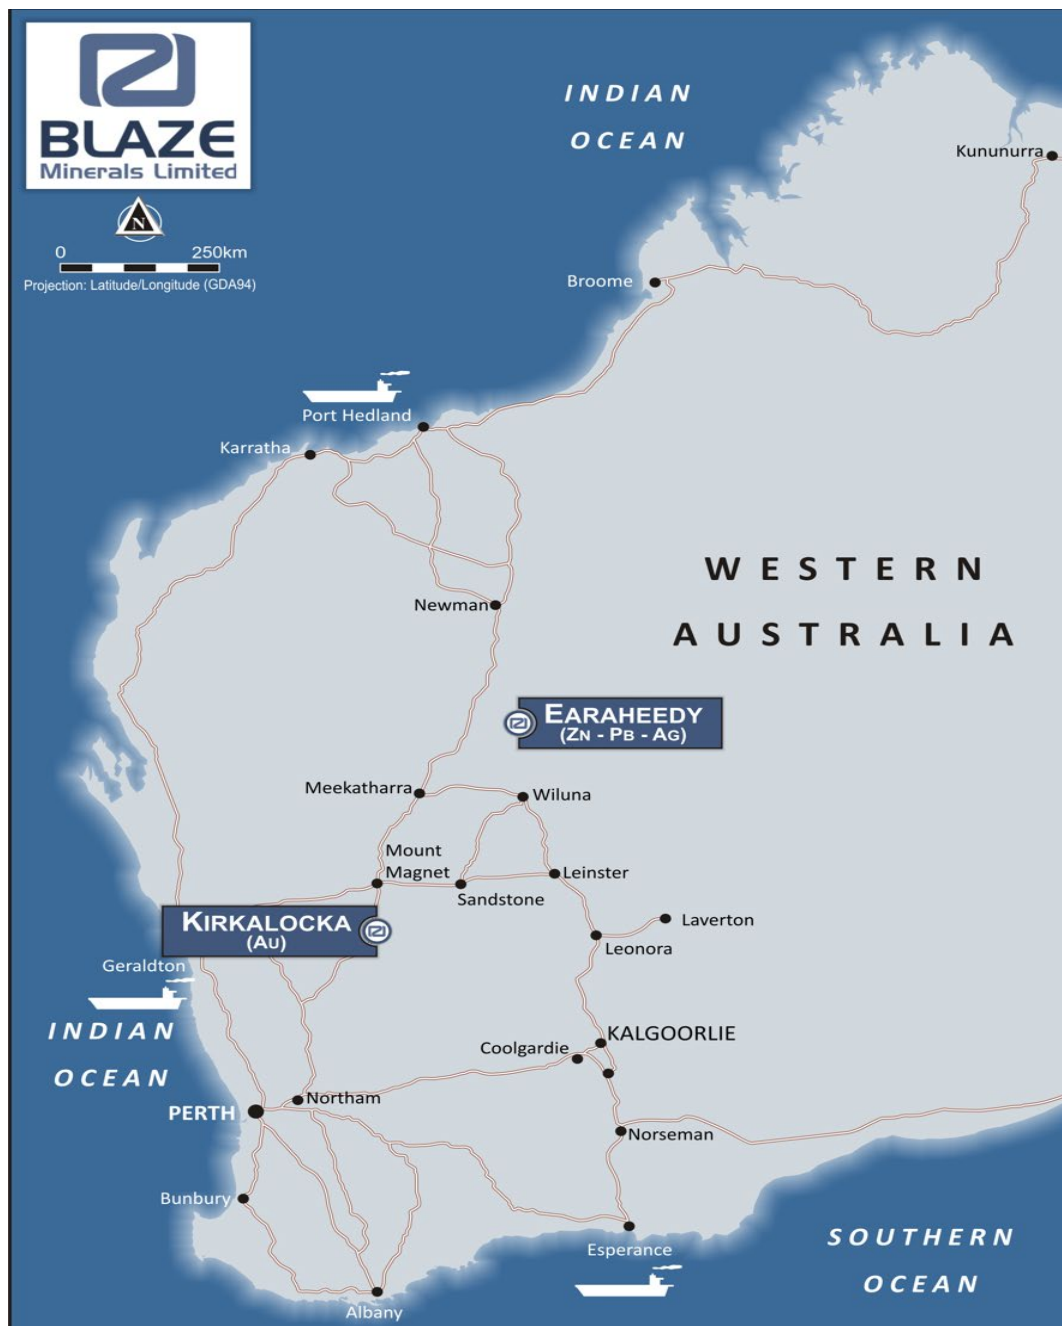 BLAZE
Minerals Limited
N
0 250km
Projection: Latitude/Longitude (GDA94)
INDIAN
OCEAN
Kununurra
Broome
Port Hedland
Karratha
WESTERN
AUSTRALIA
Newman
EARAHEEDY
(ZN - PB - AG)
Meekatharra
Wiluna
Mount
Magnet
Leinster
Sandstone
KIRKALOCKA
(AU)
Laverton
Leonora
Geraldton
INDIAN
OCEAN
KALGOORLIE
Coolgardie
Northam
PERTH
Norseman
Bunbury
Esperance
SOUTHERN
OCEAN
Albany